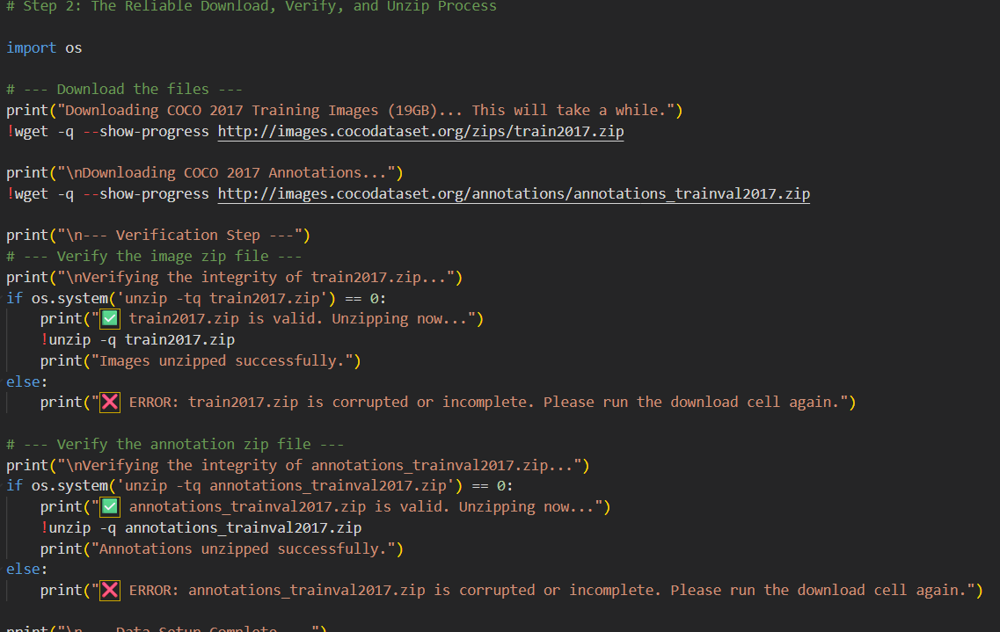 # Step 2: The Reliable Download, Verify, and Unzip Process
import os
# --- Download the files ---
print("Downloading COCO 2017 Training Images (19GB)... This will take a while.")
!wget -q --show-progress http://images.cocodataset.org/zips/train2017.zip
print("\nDownloading COCO 2017 Annotations...")
!wget -q --show-progress http://images.cocodataset.org/annotations/annotations_trainval2017.zip
print("\n--- Verification Step ---")
# --- Verify the image zip file ---
print("\nVerifying the integrity of train2017.zip...")
if os.system('unzip -tq train2017.zip') == 0:
    print("✅ train2017.zip is valid. Unzipping now...")
    !unzip -q train2017.zip
    print("Images unzipped successfully.")
else:
    print("❌ ERROR: train2017.zip is corrupted or incomplete. Please run the download cell again.")
# --- Verify the annotation zip file ---
print("\nVerifying the integrity of annotations_trainval2017.zip...")
if os.system('unzip -tq annotations_trainval2017.zip') == 0:
    print("✅ annotations_trainval2017.zip is valid. Unzipping now...")
    !unzip -q annotations_trainval2017.zip
    print("Annotations unzipped successfully.")
else:
    print("❌ ERROR: annotations_trainval2017.zip is corrupted or incomplete. Please run the download cell again.")
print("\n Data Setup Complete ")